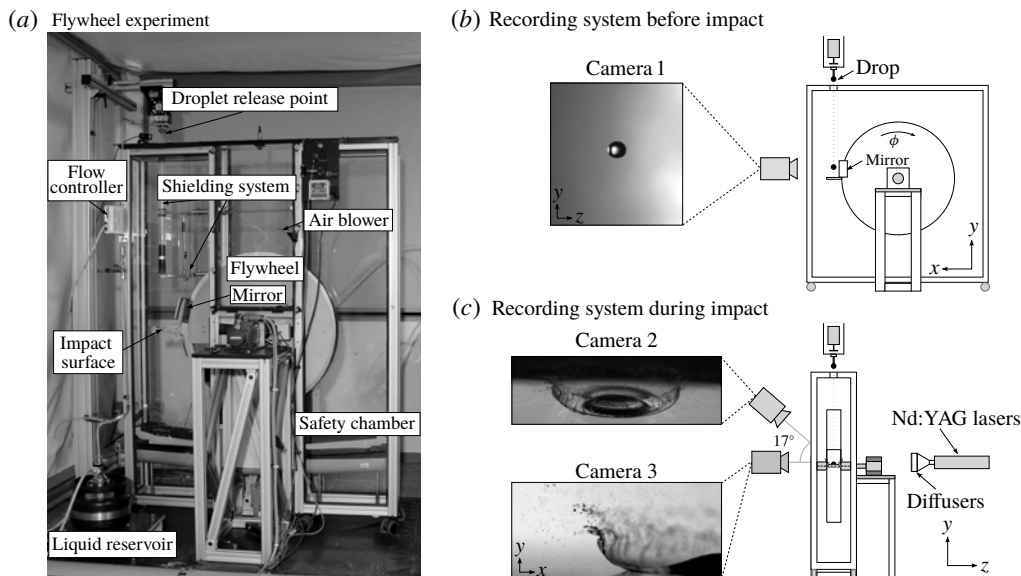 (a) Flywheel experiment
Droplet release point
Flow
controller
Shielding system
Air blower
Flywheel
Mirror
Impact
surface
Safety chamber
Liquid reservoir
(b) Recording system before impact
Camera 1
y
z
Drop
ϕ
Mirror
y
x
(c) Recording system during impact
Camera 2
17°
Camera 3
y
x
Nd:YAG lasers
Diffusers
y
z